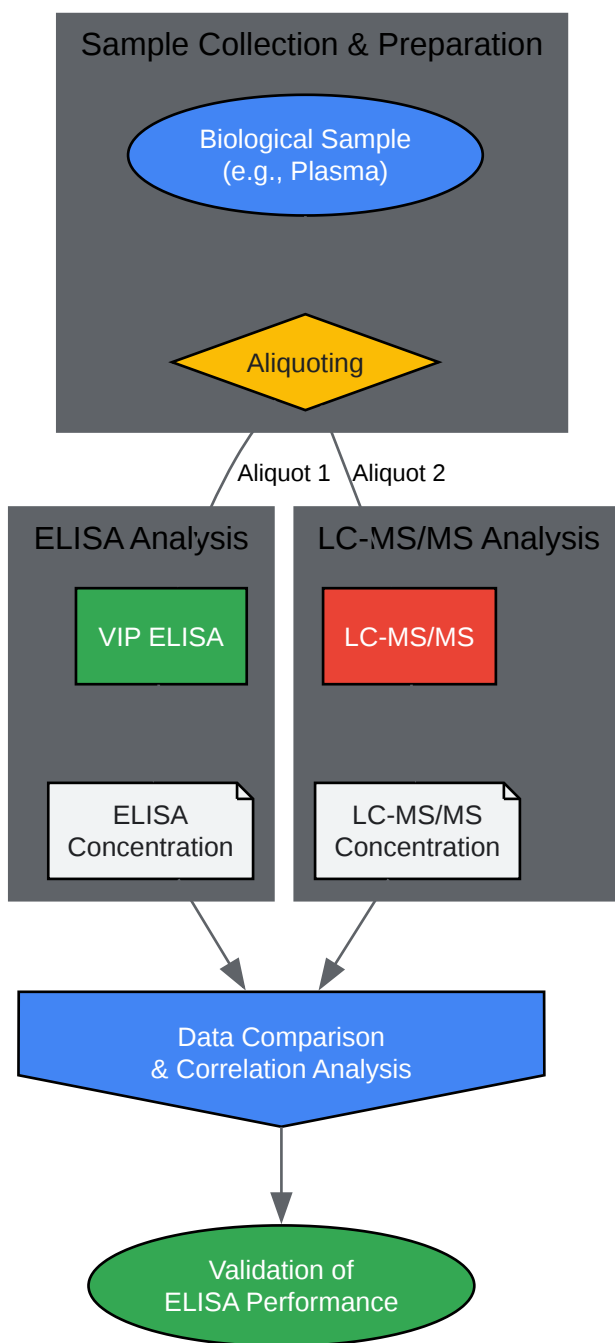 Sample Collection & Preparation
Biological Sample
(e.g., Plasma)
Aliquoting
Aliquot 1
Aliquot 2
ELISA Analysis
VIP ELISA
ELISA
Concentration
LC-MS/MS Analysis
LC-MS/MS
LC-MS/MS
Concentration
Data Comparison
& Correlation Analysis
Validation of
ELISA Performance